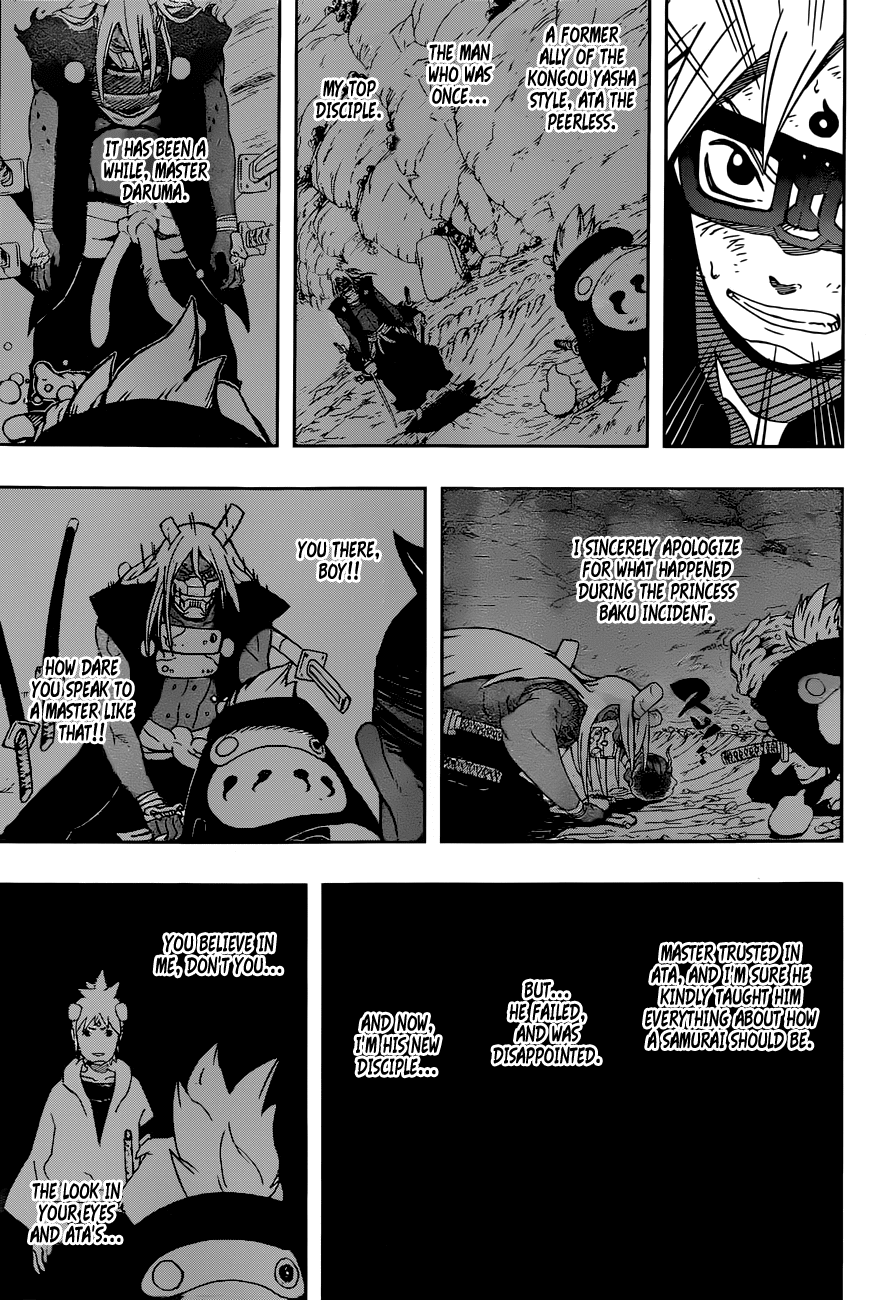 A FORMER
ALLY OF THE
KONGOU YASHA
STYLE, ATA THE
PEERLESS.
THE MAN
WHO WAS
ONCE...
MY TOP
DISCIPLE.
IT HAS BEEN A
WHILE, MASTER
DARUMA.
I SINCERELY APOLOGIZE
FOR WHAT HAPPENED
DURING THE PRINCESS
BAKU INCIDENT.
YOU THERE,
BOY!!
HOW DARE
YOU SPEAK TO
A MASTER LIKE
THAT!!
MASTER TRUSTED IN
ATA, AND I'M SURE HE
KINDLY TAUGHT HIM
EVERYTHING ABOUT HOW
A SAMURAI SHOULD BE.
BUT...
HE FAILED,
AND WAS
DISAPPOINTED.
AND NOW,
I'M HIS NEW
DISCIPLE...
YOU BELIEVE IN
ME, DON'T YOU...
THE LOOK IN
YOUR EYES
AND ATA'S...